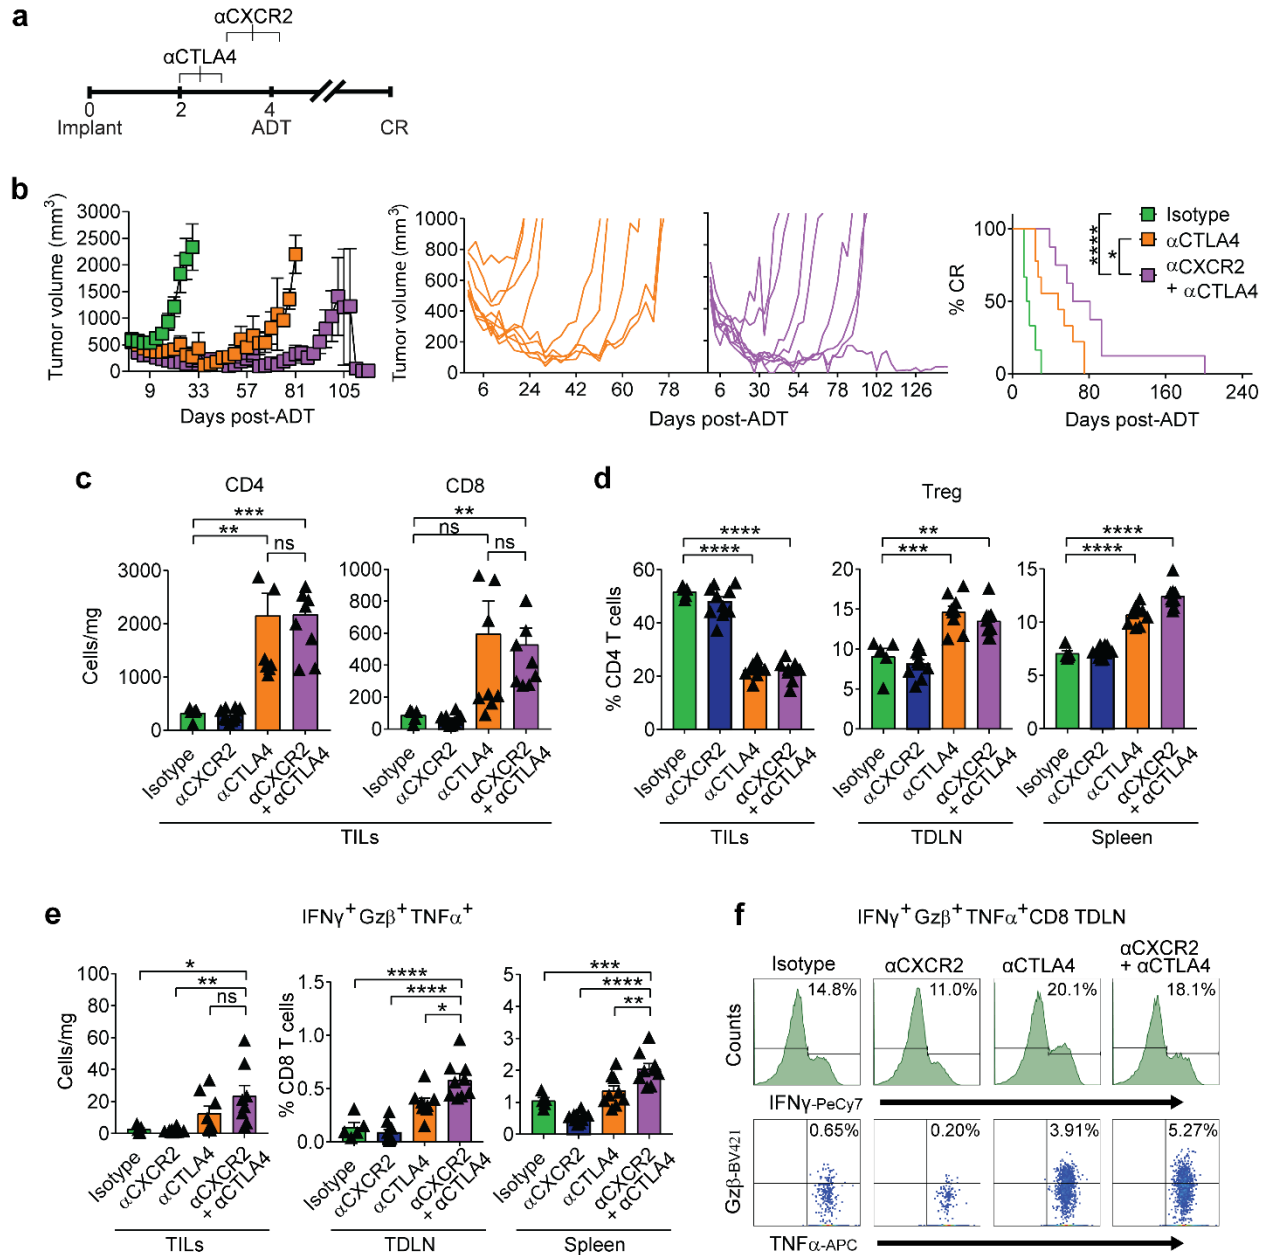 a
αCXCR2
αCTLA4
0 2 4
Implant ADT CR
b
Tumor volume (mm³)
3000
2500
2000
1500
1000
500
0
9 33 57 81 105
Days post-ADT
Tumor volume (mm³)
1000
800
600
400
200
0
6 24 42 60 78
6 30 54 78 102 126
Days post-ADT
% CR
100
50
0
0 80 160 240
Days post-ADT
****
*
Isotype
αCTLA4
αCXCR2
+ αCTLA4
c
CD4
***
**
ns
Cells/mg
3000
2000
1000
0
Isotype
αCXCR2
αCTLA4
αCXCR2
+ αCTLA4
CD8
**
ns
ns
1000
800
600
400
200
0
Isotype
αCXCR2
αCTLA4
αCXCR2
+ αCTLA4
TILs
d
Treg
****
****
% CD4 T cells
60
40
20
0
Isotype
αCXCR2
αCTLA4
αCXCR2
+ αCTLA4
TILs
**
***
20
15
10
5
0
Isotype
αCXCR2
αCTLA4
αCXCR2
+ αCTLA4
TDLN
****
****
15
10
5
0
Isotype
αCXCR2
αCTLA4
αCXCR2
+ αCTLA4
Spleen
e
IFNγ⁺Gzβ⁺TNFα⁺
*
**
ns
Cells/mg
100
80
60
40
20
0
Isotype
αCXCR2
αCTLA4
αCXCR2
+ αCTLA4
TILs
****
****
*
% CD8 T cells
1.5
1.0
0.5
0.0
Isotype
αCXCR2
αCTLA4
αCXCR2
+ αCTLA4
TDLN
***
****
**
5
4
3
2
1
0
Isotype
αCXCR2
αCTLA4
αCXCR2
+ αCTLA4
Spleen
f
IFNγ⁺Gzβ⁺TNFα⁺CD8 TDLN
Isotype αCXCR2 αCTLA4 αCXCR2
+ αCTLA4
Counts
14.8% 11.0% 20.1% 18.1%
IFNγ-PeCy7
Gzβ-BV421
0.65% 0.20% 3.91% 5.27%
TNFα-APC